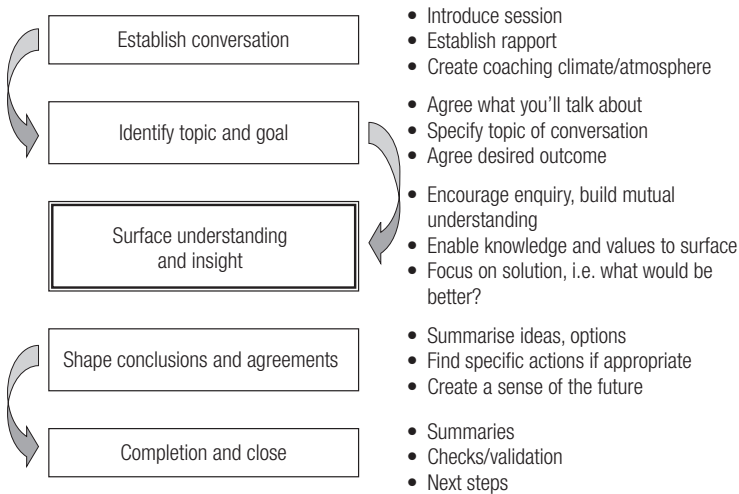 Establish conversation
• Introduce session
• Establish rapport
• Create coaching climate/atmosphere
Identify topic and goal
• Agree what you'll talk about
• Specify topic of conversation
• Agree desired outcome
Surface understanding
and insight
• Encourage enquiry, build mutual
understanding
• Enable knowledge and values to surface
• Focus on solution, i.e. what would be
better?
Shape conclusions and agreements
• Summarise ideas, options
• Find specific actions if appropriate
• Create a sense of the future
Completion and close
• Summaries
• Checks/validation
• Next steps